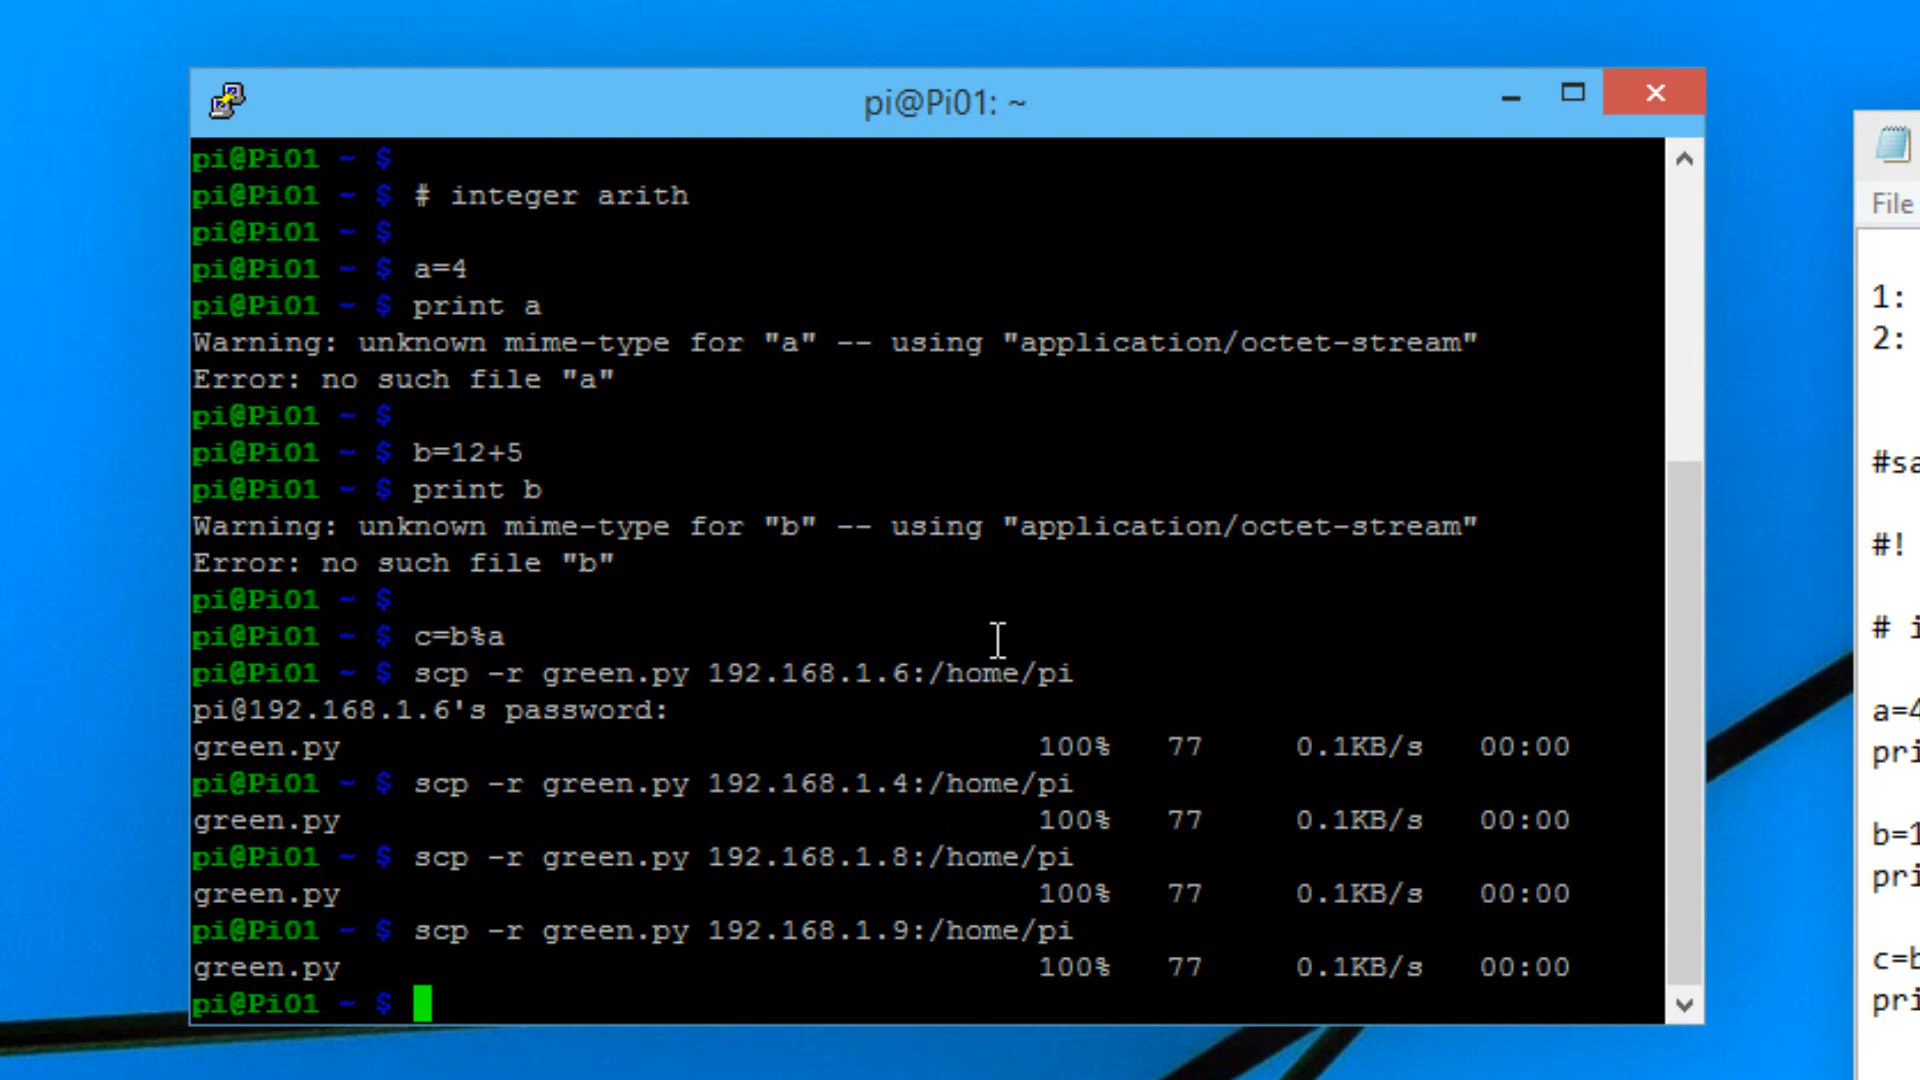 pi@Pi01: ~
pi@Pi01 ~ $
pi@Pi01 ~ $ # integer arith
pi@Pi01 ~ $
pi@Pi01 ~ $ a=4
pi@Pi01 ~ $ print a
Warning: unknown mime-type for "a" -- using "application/octet-stream"
Error: no such file "a"
pi@Pi01 ~ $
pi@Pi01 ~ $ b=12+5
pi@Pi01 ~ $ print b
Warning: unknown mime-type for "b" -- using "application/octet-stream"
Error: no such file "b"
pi@Pi01 ~ $
pi@Pi01 ~ $ c=b%a
pi@Pi01 ~ $ scp -r green.py 192.168.1.6:/home/pi
pi@192.168.1.6's password:
green.py 100% 77 0.1KB/s 00:00
pi@Pi01 ~ $ scp -r green.py 192.168.1.4:/home/pi
green.py 100% 77 0.1KB/s 00:00
pi@Pi01 ~ $ scp -r green.py 192.168.1.8:/home/pi
green.py 100% 77 0.1KB/s 00:00
pi@Pi01 ~ $ scp -r green.py 192.168.1.9:/home/pi
green.py 100% 77 0.1KB/s 00:00
pi@Pi01 ~ $
File
1:
2:
#!
#
a=4